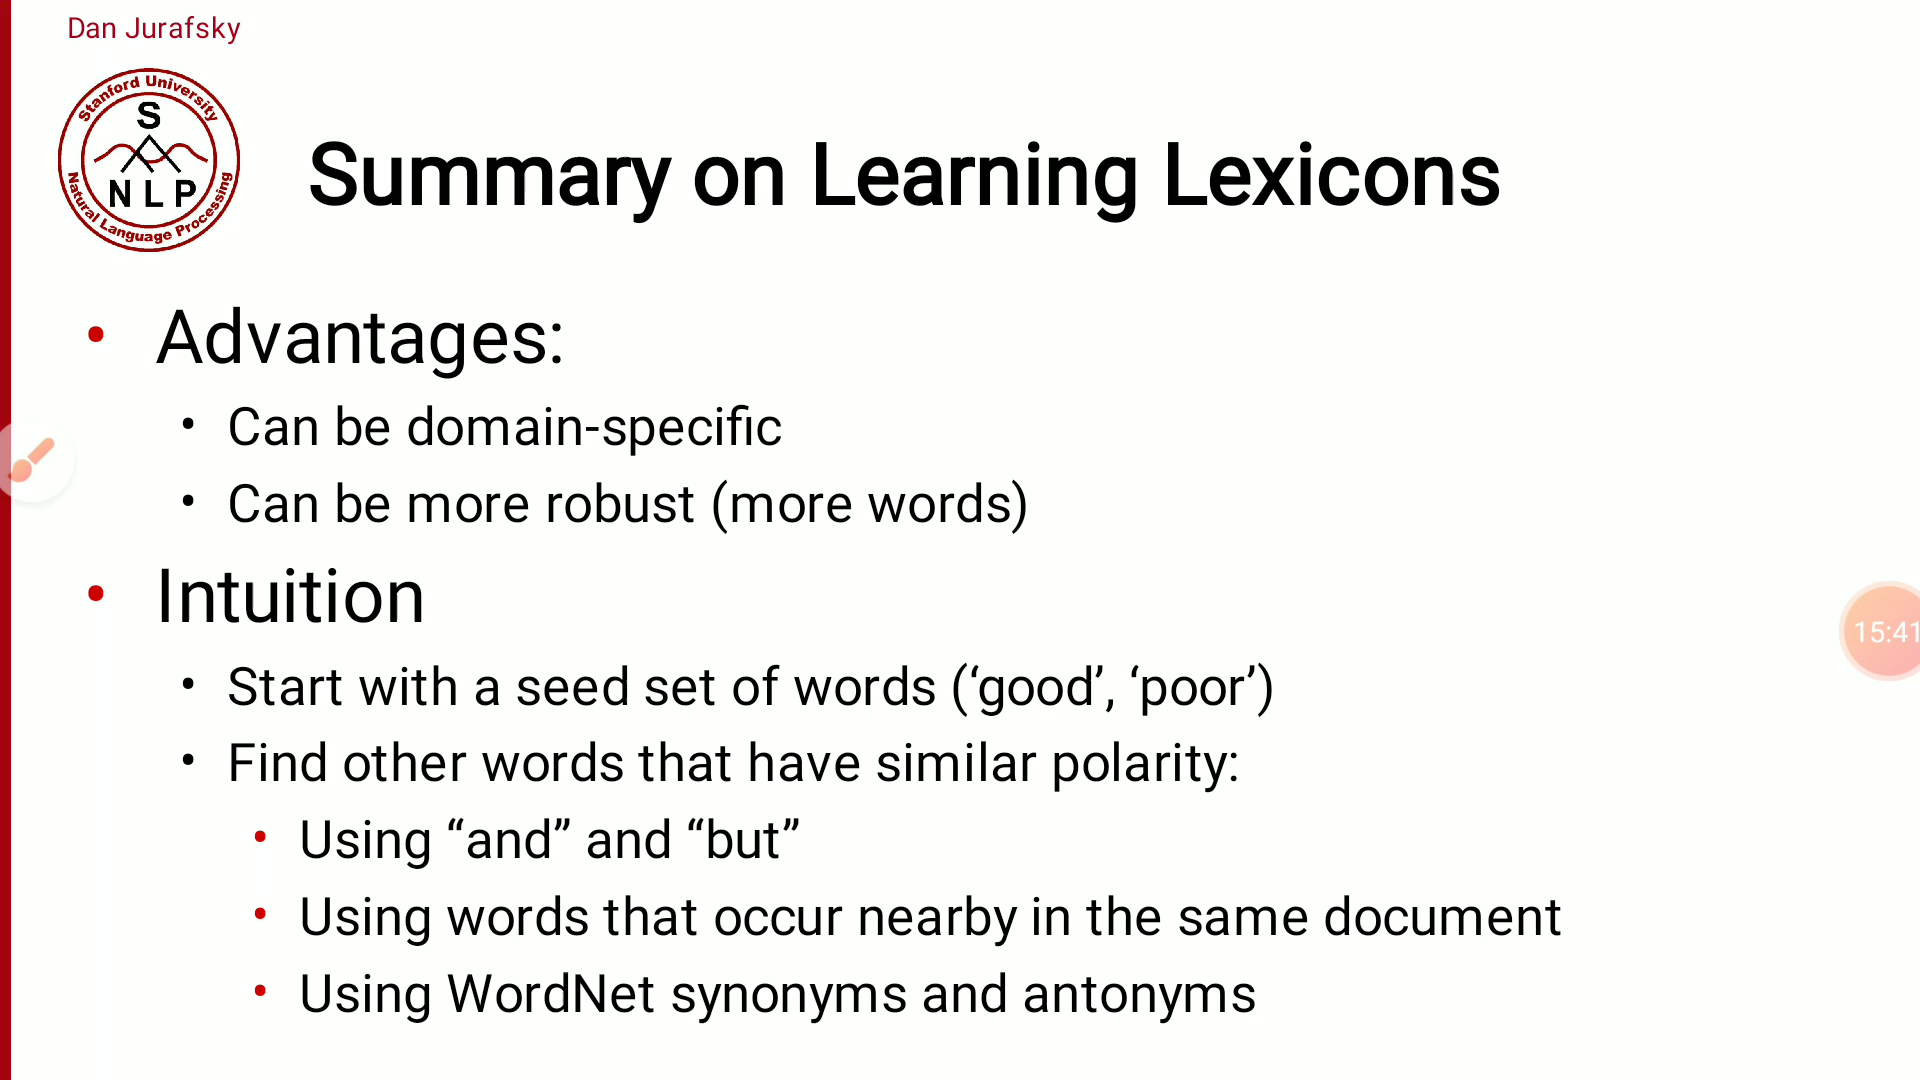 Dan Jurafsky
Stanford University
S
N L P
Natural Language Processing
Summary on Learning Lexicons
• Advantages:
• Can be domain-specific
• Can be more robust (more words)
• Intuition
• Start with a seed set of words (‘good’, ‘poor’)
• Find other words that have similar polarity:
• Using “and” and “but”
• Using words that occur nearby in the same document
• Using WordNet synonyms and antonyms
15:41